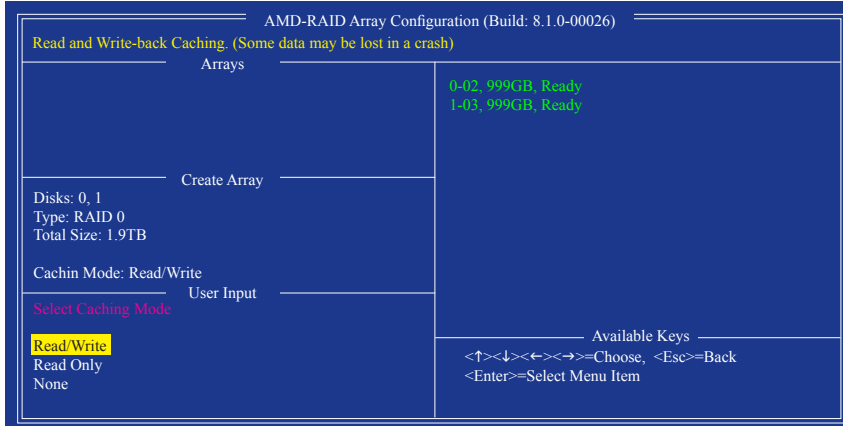 AMD-RAID Array Configuration (Build: 8.1.0-00026)
Read and Write-back Caching. (Some data may be lost in a crash)
Arrays
0-02, 999GB, Ready
1-03, 999GB, Ready
Create Array
Disks: 0, 1
Type: RAID 0
Total Size: 1.9TB
Cachin Mode: Read/Write
User Input
Select Caching Mode
Read/Write
Read Only
None
Available Keys
<↑><↓><←><→>=Choose, <Esc>=Back
<Enter>=Select Menu Item